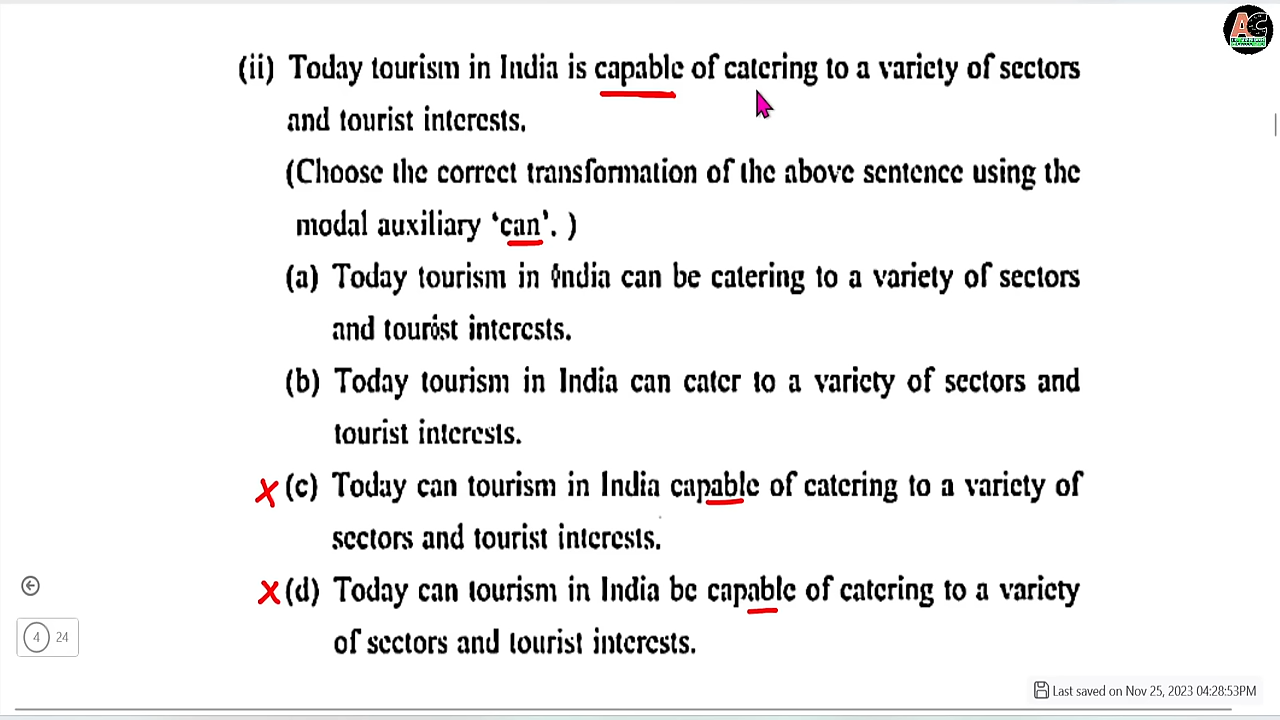 (ii) Today tourism in India is capable of catering to a variety of sectors
and tourist interests.
(Choose the correct transformation of the above sentence using the
modal auxiliary ‘can’. )
(a) Today tourism in India can be catering to a variety of sectors
and tourist interests.
(b) Today tourism in India can cater to a variety of sectors and
tourist interests.
X (c) Today can tourism in India capable of catering to a variety of
sectors and tourist interests.
X (d) Today can tourism in India be capable of catering to a variety
of sectors and tourist interests.
4 24
Last saved on Nov 25, 2023 04:28:53PM
AC